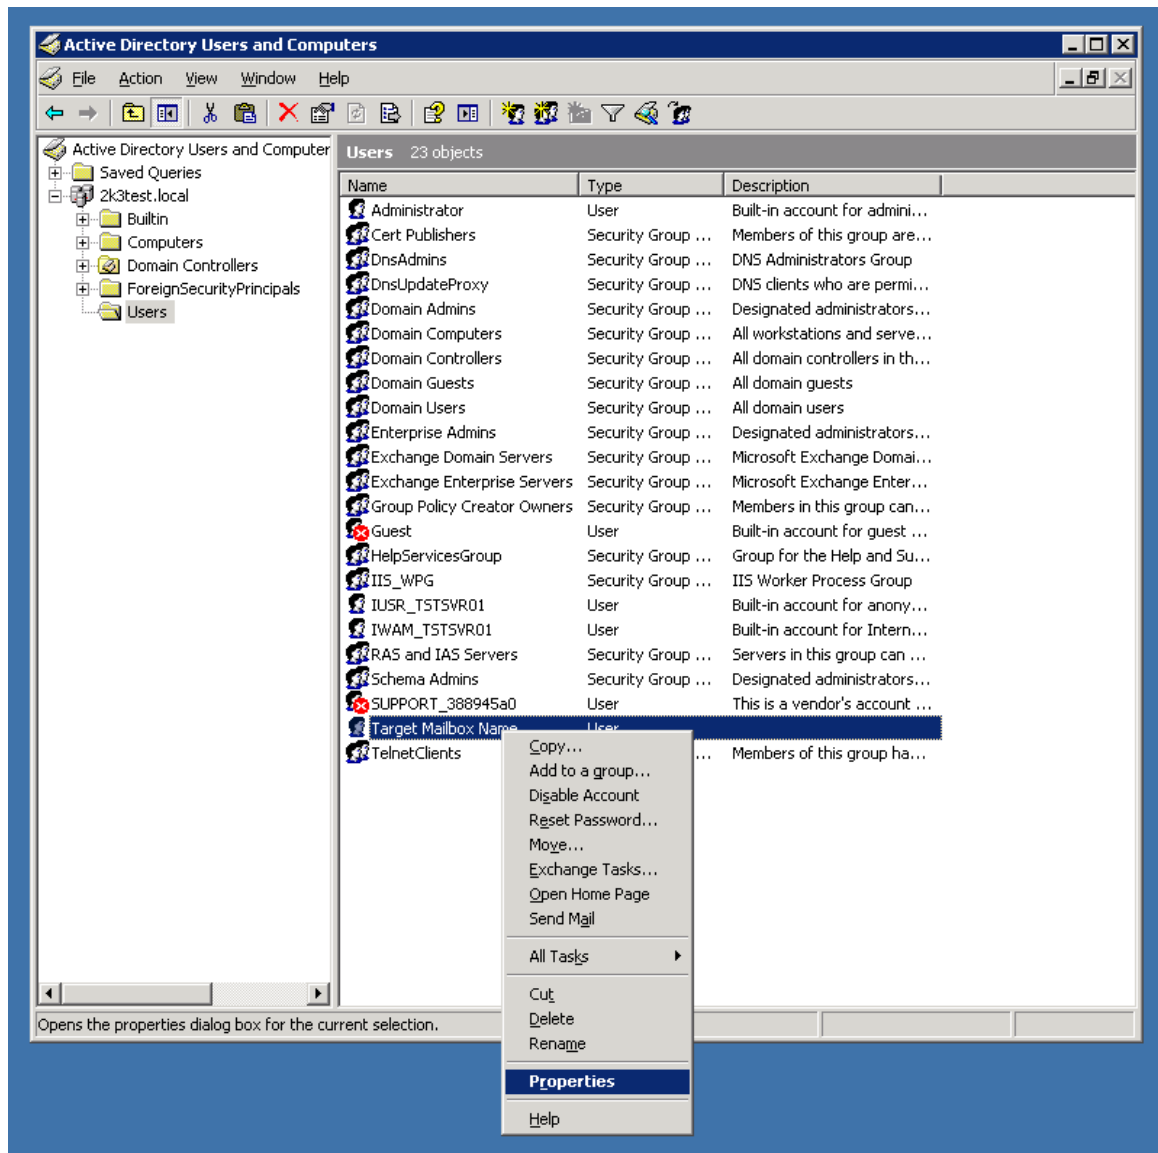 Active Directory Users and Computers
File Action View Window Help
Active Directory Users and Computer
Saved Queries
2k3test.local
Builtin
Computers
Domain Controllers
ForeignSecurityPrincipals
Users
Users 23 objects
Name Type Description
Administrator User Built-in account for admini...
Cert Publishers Security Group ... Members of this group are...
DnsAdmins Security Group ... DNS Administrators Group
DnsUpdateProxy Security Group ... DNS clients who are permi...
Domain Admins Security Group ... Designated administrators...
Domain Computers Security Group ... All workstations and serve...
Domain Controllers Security Group ... All domain controllers in th...
Domain Guests Security Group ... All domain guests
Domain Users Security Group ... All domain users
Enterprise Admins Security Group ... Designated administrators...
Exchange Domain Servers Security Group ... Microsoft Exchange Domai...
Exchange Enterprise Servers Security Group ... Microsoft Exchange Enter...
Group Policy Creator Owners Security Group ... Members in this group can...
Guest User Built-in account for guest ...
HelpServicesGroup Security Group ... Group for the Help and Su...
IIS_WPG Security Group ... IIS Worker Process Group
IUSR_TSTSVR01 User Built-in account for anony...
IWAM_TSTSVR01 User Built-in account for Intern...
RAS and IAS Servers Security Group ... Servers in this group can ...
Schema Admins Security Group ... Designated administrators...
SUPPORT_388945a0 User This is a vendor's account ...
Target Mailbox Name User
TelnetClients ... Members of this group ha...
Copy...
Add to a group...
Disable Account
Reset Password...
Move...
Exchange Tasks...
Open Home Page
Send Mail
All Tasks
Cut
Delete
Rename
Properties
Help
Opens the properties dialog box for the current selection.